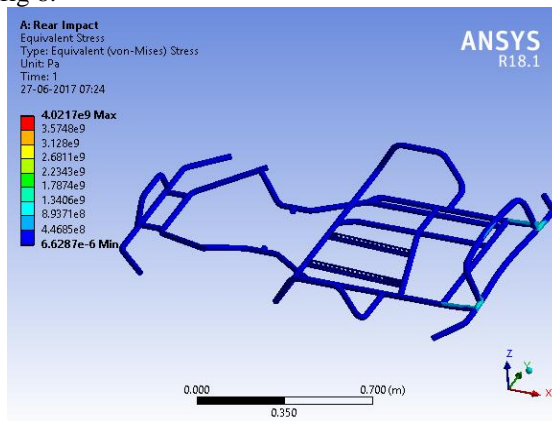 A: Rear Impact
Equivalent Stress
Type: Equivalent (von-Mises) Stress
Unit: Pa
Time: 1
27-06-2017 07:24
ANSYS
R18.1
4.0217e9 Max
3.5748e9
3.128e9
2.6811e9
2.2343e9
1.7874e9
1.3406e9
8.9371e8
4.4685e8
6.6287e-6 Min
Z
Y
X
0.000
0.700 (m)
0.350